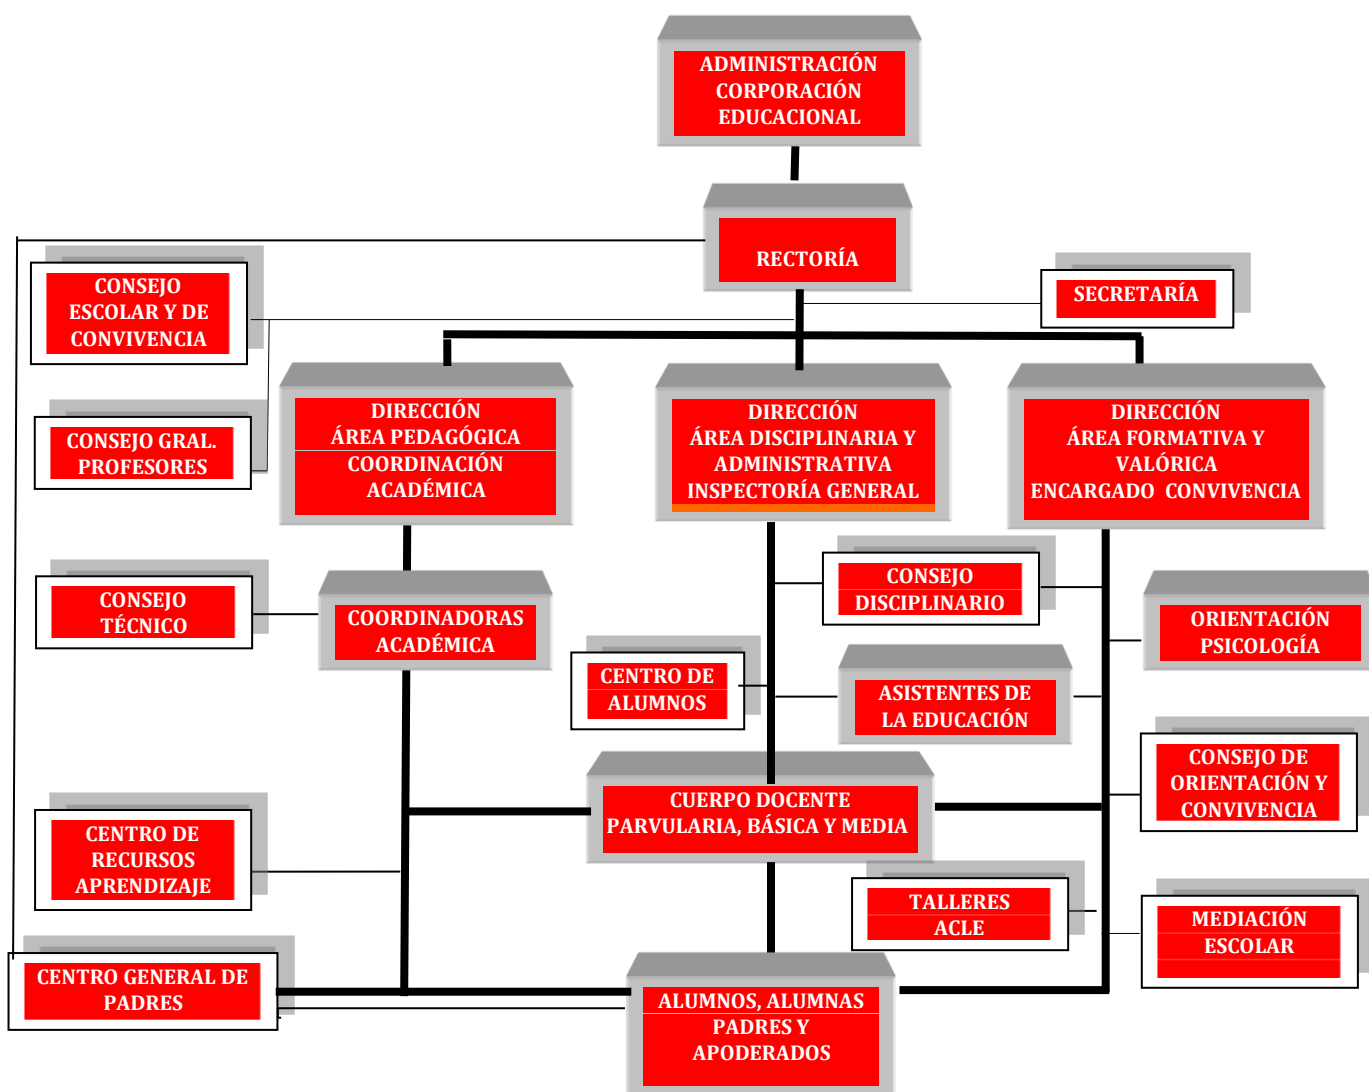 ADMINISTRACIÓN
CORPORACIÓN
EDUCACIONAL
RECTORÍA
CONSEJO
ESCOLAR Y DE
CONVIVENCIA
SECRETARÍA
CONSEJO GRAL.
PROFESORES
DIRECCIÓN
ÁREA PEDAGÓGICA
COORDINACIÓN
ACADÉMICA
DIRECCIÓN
ÁREA DISCIPLINARIA Y
ADMINISTRATIVA
INSPECTORÍA GENERAL
DIRECCIÓN
ÁREA FORMATIVA Y
VALÓRICA
ENCARGADO CONVIVENCIA
CONSEJO
TÉCNICO
COORDINADORAS
ACADÉMICA
CONSEJO
DISCIPLINARIO
ORIENTACIÓN
PSICOLOGÍA
CENTRO DE
ALUMNOS
ASISTENTES DE
LA EDUCACIÓN
CUERPO DOCENTE
PARVULARIA, BÁSICA Y MEDIA
CONSEJO DE
ORIENTACIÓN Y
CONVIVENCIA
CENTRO DE
RECURSOS
APRENDIZAJE
TALLERES
ACLE
MEDIACIÓN
ESCOLAR
CENTRO GENERAL DE
PADRES
ALUMNOS, ALUMNAS
PADRES Y
APODERADOS